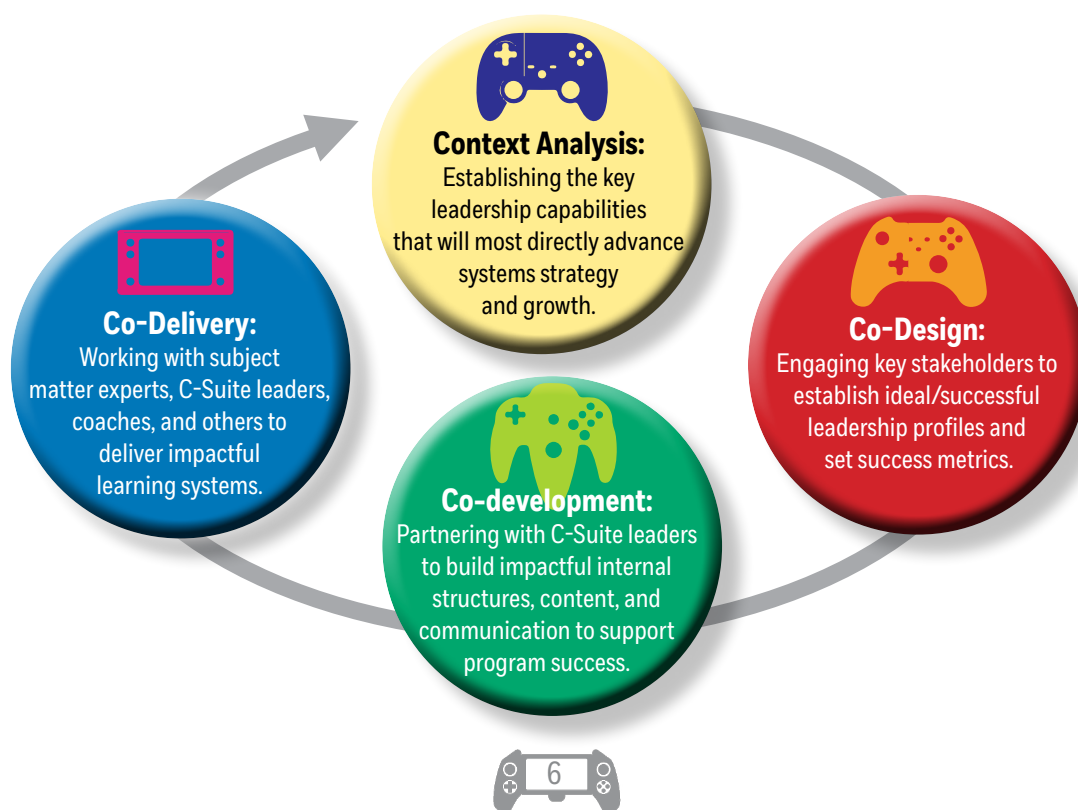 Context Analysis:
Establishing the key
leadership capabilities
that will most directly advance
systems strategy
and growth.
Co-Design:
Engaging key stakeholders to
establish ideal/successful
leadership profiles and
set success metrics.
Co-development:
Partnering with C-Suite leaders
to build impactful internal
structures, content, and
communication to support
program success.
Co-Delivery:
Working with subject
matter experts, C-Suite leaders,
coaches, and others to
deliver impactful
learning systems.
6